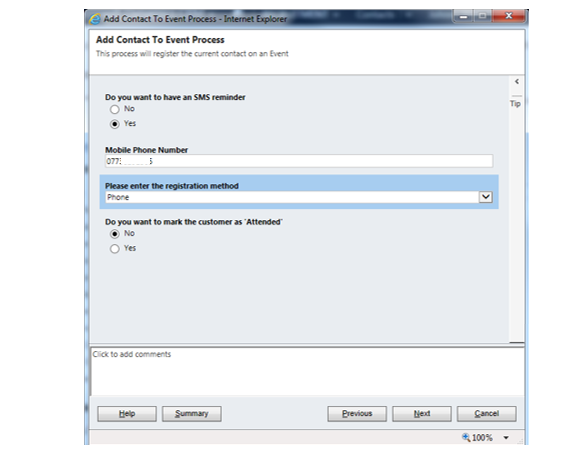 Add Contact To Event Process - Internet Explorer
Add Contact To Event Process
This process will register the current contact on an Event
Tip
Do you want to have an SMS reminder
No
Yes
Mobile Phone Number
Please enter the registration method
Phone
Do you want to mark the customer as 'Attended'
No
Yes
Click to add comments
Help Summary Previous Next Cancel
100%